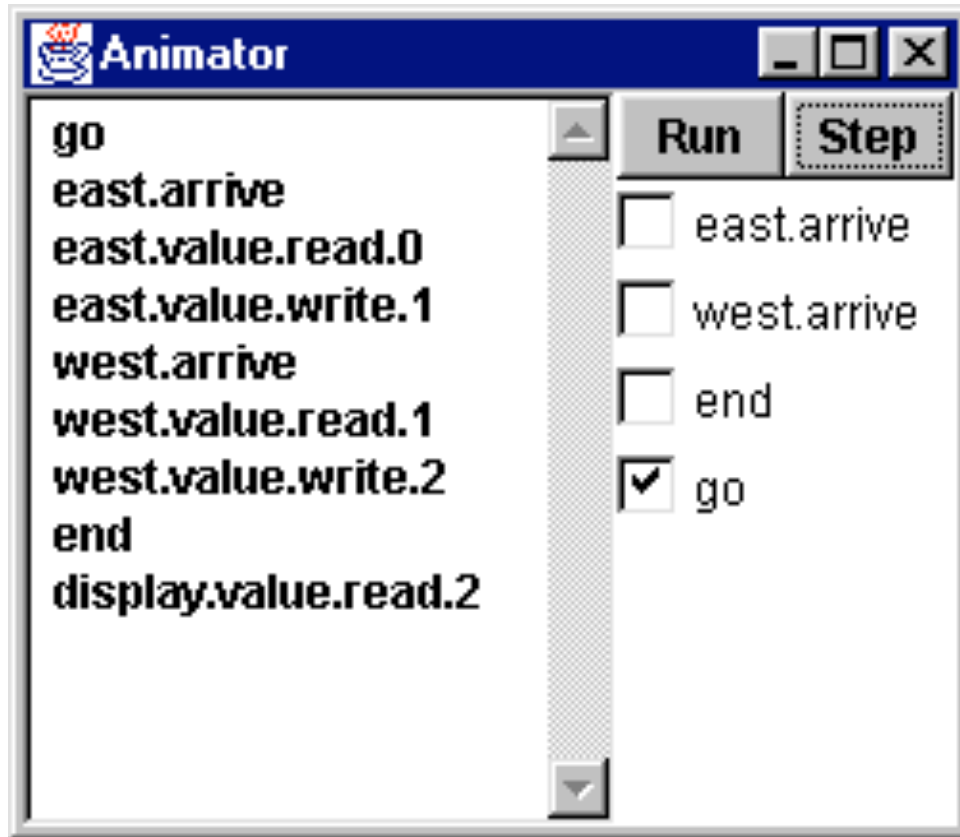 Animator
go
east.arrive
east.value.read.0
east.value.write.1
west.arrive
west.value.read.1
west.value.write.2
end
display.value.read.2
Run Step
east.arrive
west.arrive
end
go